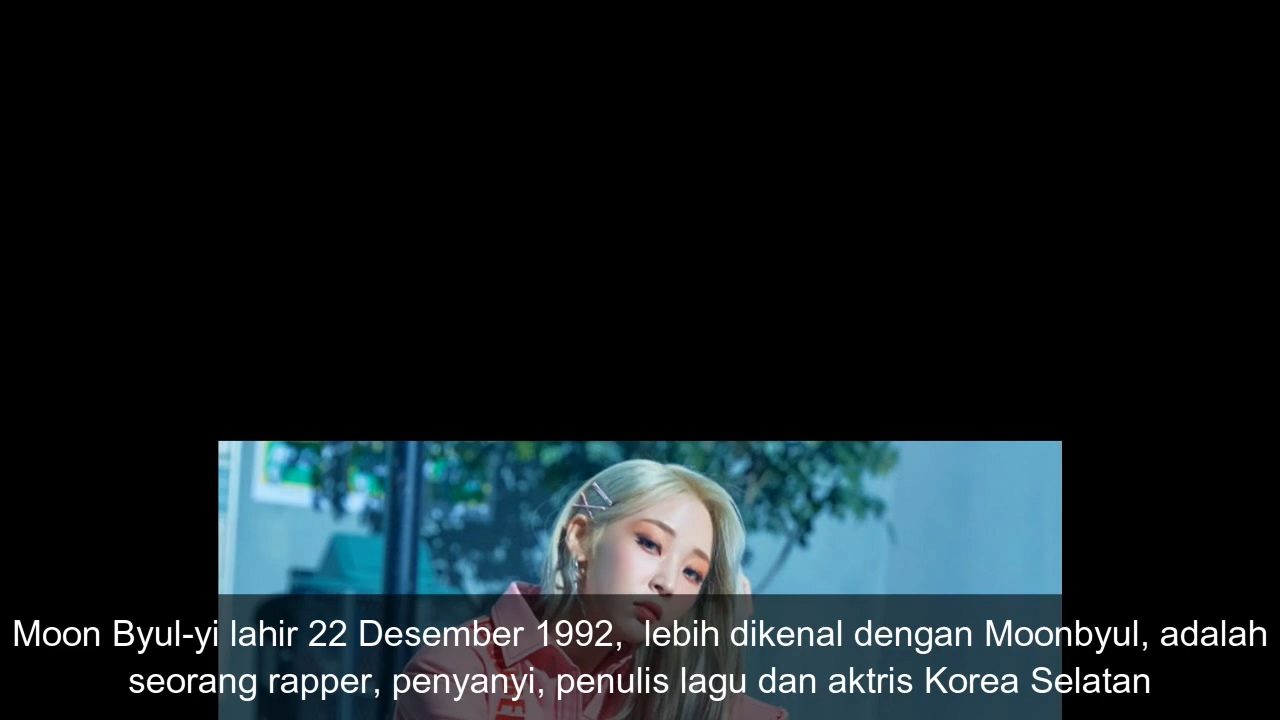 Moon Byul-yi lahir 22 Desember 1992,  lebih dikenal dengan Moonbyul, adalah
seorang rapper, penyanyi, penulis lagu dan aktris Korea Selatan